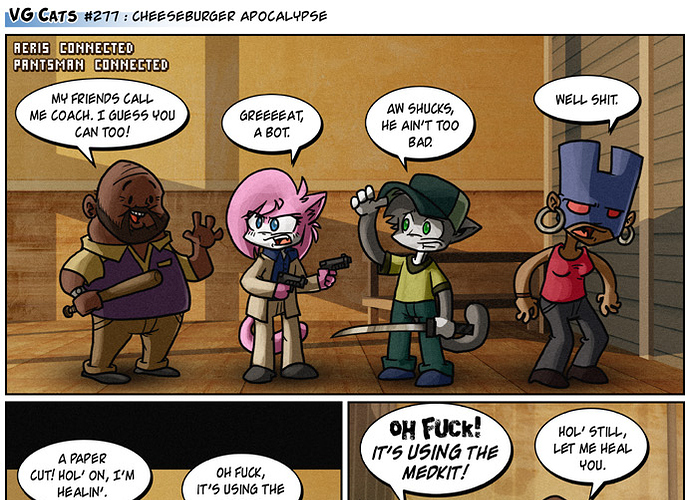 VG Cats #277 : CHEESEBURGER APOCALYPSE
AERIS CONNECTED
PANTSMAN CONNECTED
MY FRIENDS CALL
ME COACH. I GUESS YOU
CAN TOO!
GREEEEAT,
A BOT.
AW SHUCKS,
HE AIN'T TOO
BAD.
WELL SHIT.
A PAPER
CUT! HOL' ON, I'M
HEALIN'.
OH FUCK,
IT'S USING THE
OH FUCK!
IT'S USING THE
MEDKIT!
HOL' STILL,
LET ME HEAL
YOU.